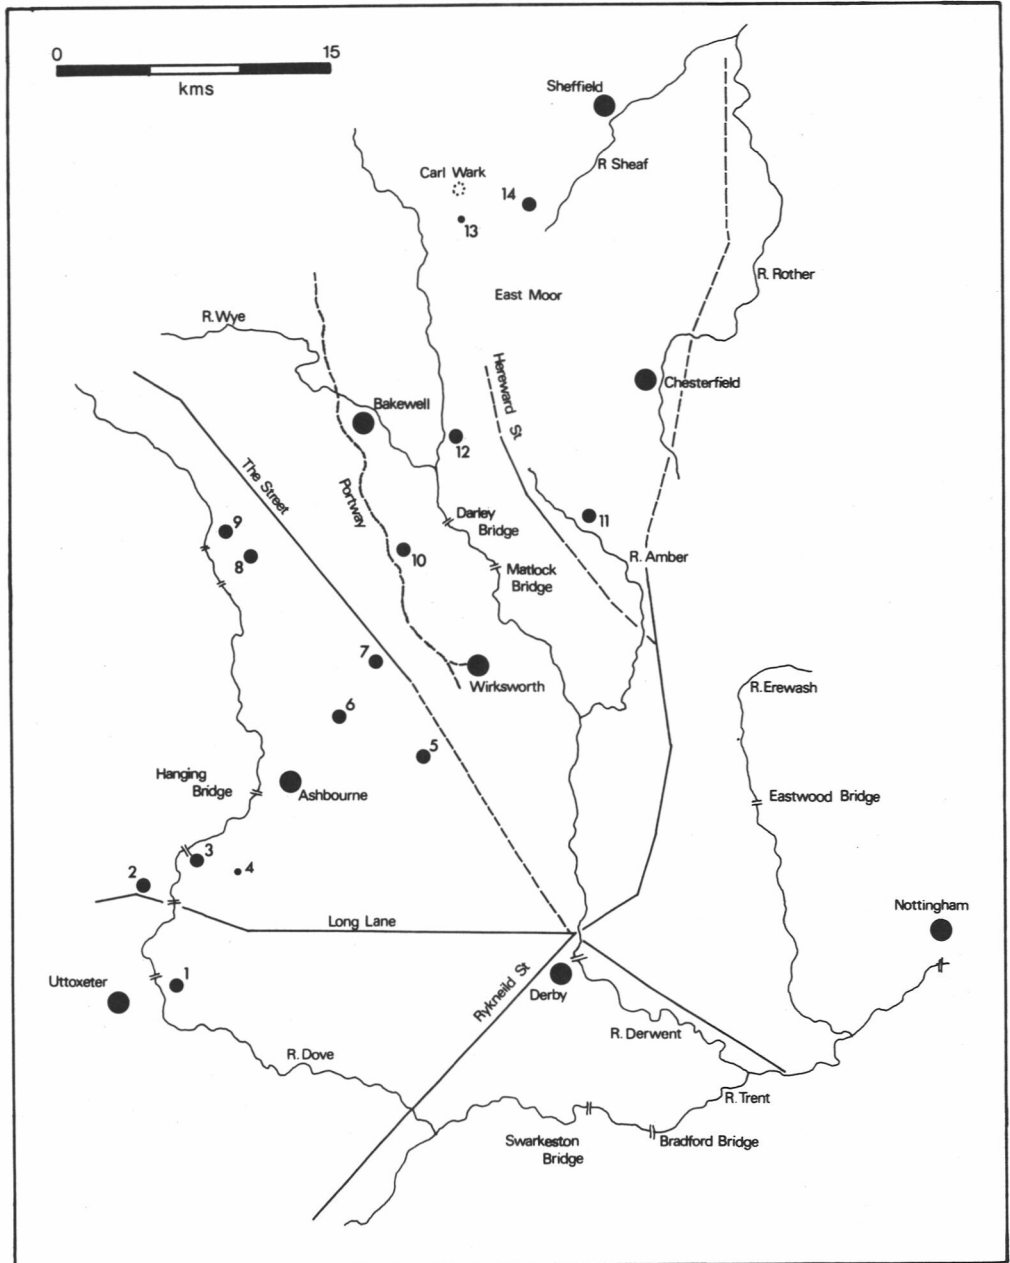 0 15
kms
Sheffield
R Sheaf
Carl Wark
14
13
R. Rother
East Moor
R. Wye
Hereward St
Chesterfield
Bakewell
12
The Street
Portway
Darley
Bridge
11
9
8
10
R. Amber
Matlock
Bridge
7
Wirksworth
R. Erewash
6
5
Hanging
Bridge
Ashbourne
Eastwood Bridge
3
4
2
Long Lane
Nottingham
Uttoxeter
1
Rykneild St
Derby
R. Derwent
R. Dove
R. Trent
Swarkeston
Bridge
Bradford Bridge